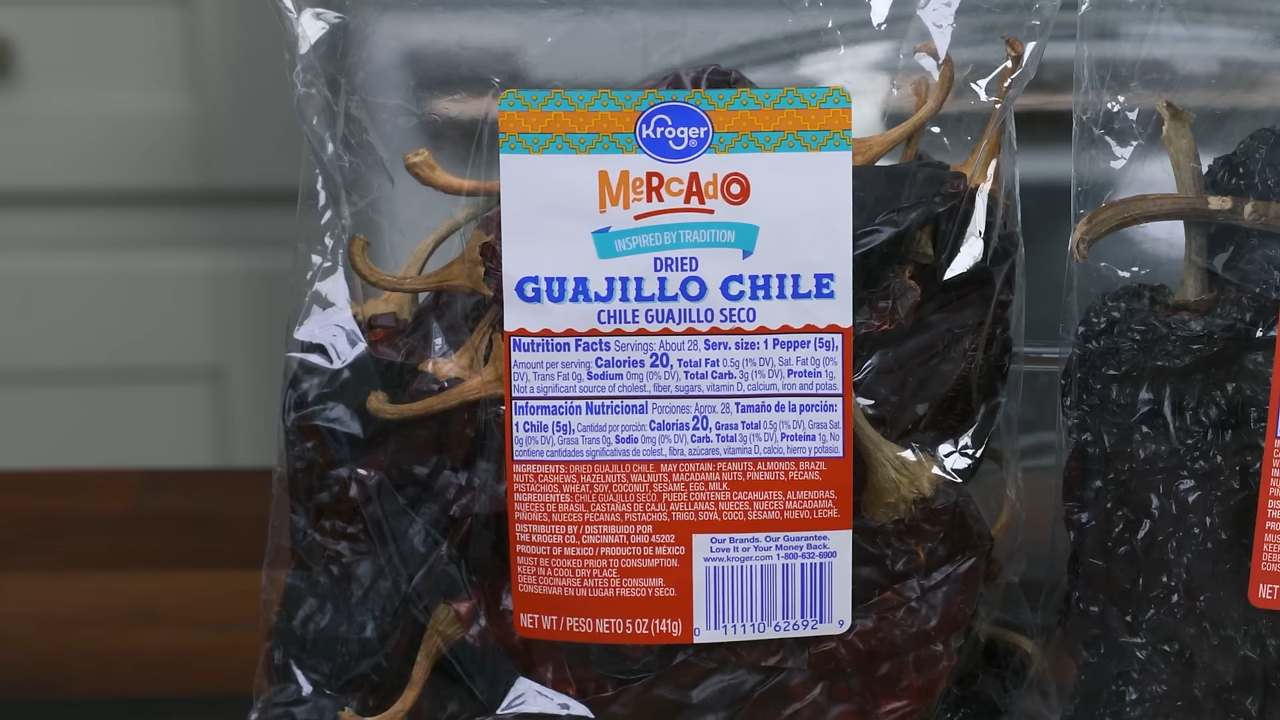 Kroger®
MeRCAdO
INSPIRED BY TRADITION
DRIED
GUAJILLO CHILE
CHILE GUAJILLO SECO
Nutrition Facts Servings: About 28, Serv. size: 1 Pepper (5g),
Amount per serving: Calories 20, Total Fat 0.5g (1% DV), Sat. Fat 0g (0%
DV), Trans Fat 0g, Sodium 0mg (0% DV), Total Carb. 3g (1% DV), Protein 1g,
Not a significant source of cholest., fiber, sugars, vitamin D, calcium, iron and potas.
Información Nutricional Porciones: Aprox. 28, Tamaño de la porción:
1 Chile (5g), Cantidad por porción: Calorías 20, Grasa Total 0.5g (1% DV), Grasa Sat.
0g (0% DV), Grasa Trans 0g, Sodio 0mg (0% DV), Carb. Total 3g (1% DV), Proteína 1g, No
contiene cantidades significativas de colest., fibra, azúcares, vitamina D, calcio, hierro y potasio.
INGREDIENTS: DRIED GUAJILLO CHILE. MAY CONTAIN: PEANUTS, ALMONDS, BRAZIL
NUTS, CASHEWS, HAZELNUTS, WALNUTS, MACADAMIA NUTS, PINENUTS, PECANS,
PISTACHIOS, WHEAT, SOY, COCONUT, SESAME, EGG, MILK.
INGREDIENTES: CHILE GUAJILLO SECO. PUEDE CONTENER CACAHUATES, ALMENDRAS,
NUECES DE BRASIL, CASTAÑAS DE CAJÚ, AVELLANAS, NUECES, NUECES MACADAMIA,
PIÑONES, NUECES PECANAS, PISTACHOS, TRIGO, SOYA, COCO, SÉSAMO, HUEVO, LECHE.
DISTRIBUTED BY / DISTRIBUIDO POR
THE KROGER CO., CINCINNATI, OHIO 45202
PRODUCT OF MEXICO / PRODUCTO DE MÉXICO
MUST BE COOKED PRIOR TO CONSUMPTION.
KEEP IN A COOL DRY PLACE.
DEBE COCINARSE ANTES DE CONSUMIR.
CONSERVAR EN UN LUGAR FRESCO Y SECO.
NET WT / PESO NETO 5 OZ (141g)
Our Brands. Our Guarantee.
Love It or Your Money Back.
www.kroger.com 1-800-632-6900
0 11110 62692 9
NET